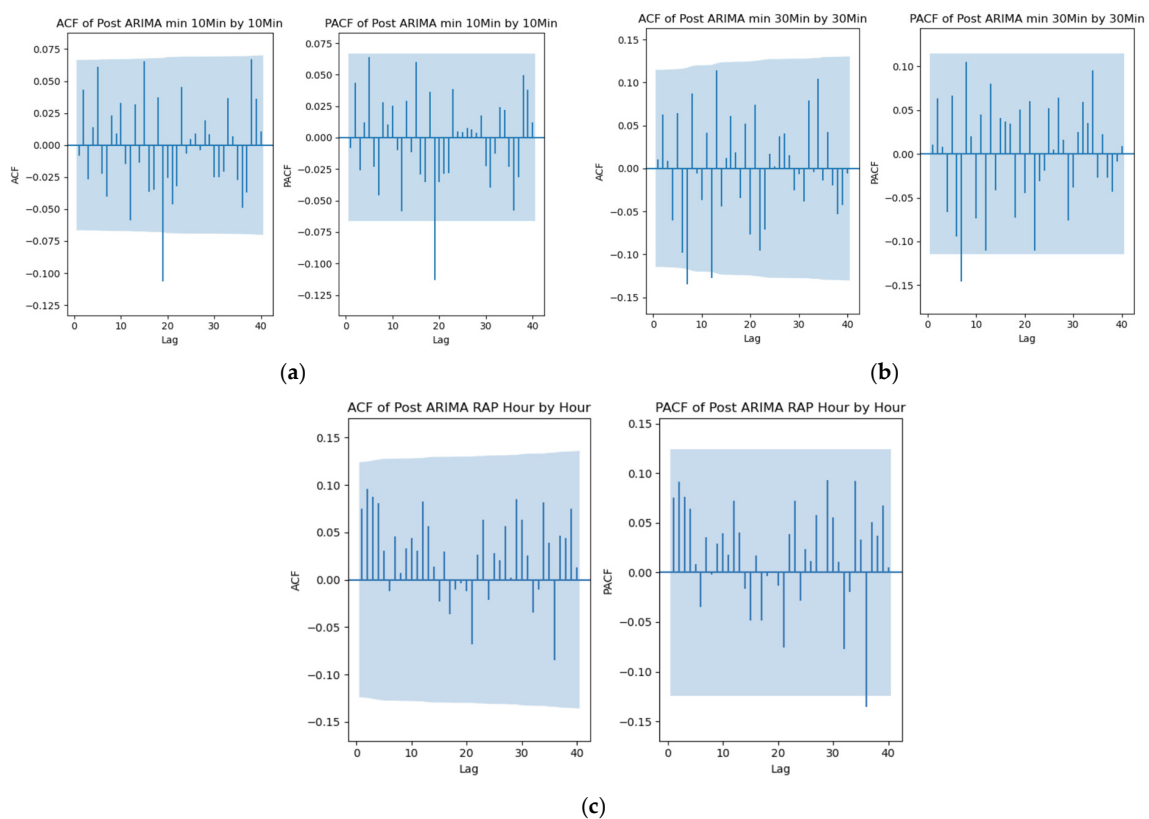 ACF of Post ARIMA min 10Min by 10Min
0.075
0.050
0.025
0.000
−0.025
−0.050
−0.075
−0.100
−0.125
ACF
0 10 20 30 40
Lag
PACF of Post ARIMA min 10Min by 10Min
0.075
0.050
0.025
0.000
−0.025
−0.050
−0.075
−0.100
−0.125
PACF
0 10 20 30 40
Lag
(a)
ACF of Post ARIMA min 30Min by 30Min
0.15
0.10
0.05
0.00
−0.05
−0.10
−0.15
ACF
0 10 20 30 40
Lag
PACF of Post ARIMA min 30Min by 30Min
0.10
0.05
0.00
−0.05
−0.10
−0.15
PACF
0 10 20 30 40
Lag
(b)
ACF of Post ARIMA RAP Hour by Hour
0.15
0.10
0.05
0.00
−0.05
−0.10
−0.15
ACF
0 10 20 30 40
Lag
PACF of Post ARIMA RAP Hour by Hour
0.15
0.10
0.05
0.00
−0.05
−0.10
−0.15
PACF
0 10 20 30 40
Lag
(c)